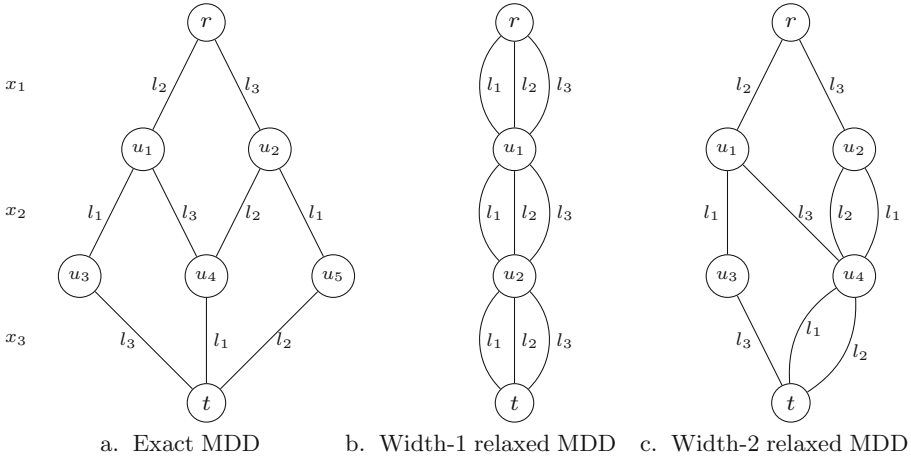 r r r
x₁ l₂ l₃ l₁ l₂ l₃ l₂ l₃
u₁ u₂ u₁ u₁ u₂
x₂ l₁ l₃ l₂ l₁ l₁ l₂ l₃ l₁ l₃ l₂ l₁
u₃ u₄ u₅ u₂ u₃ u₄
x₃ l₃ l₁ l₂ l₁ l₂ l₃ l₃ l₁ l₂
t t t
a. Exact MDD b. Width-1 relaxed MDD c. Width-2 relaxed MDD